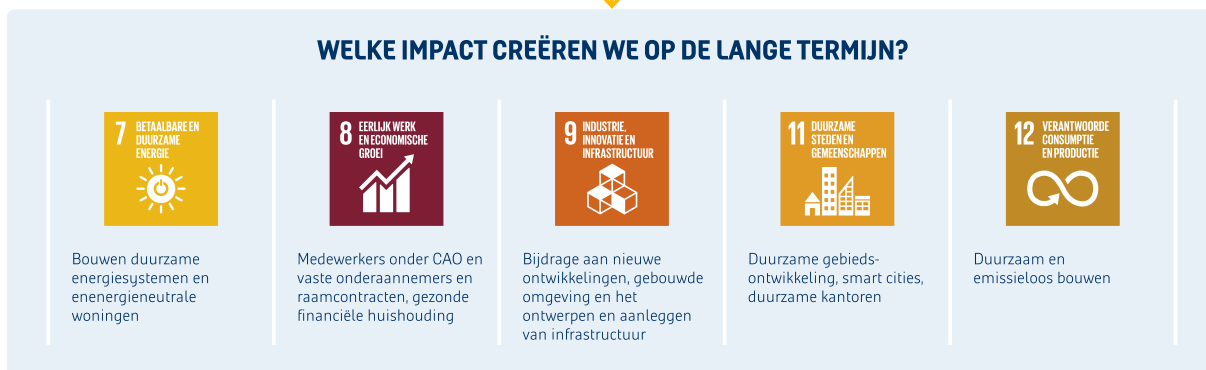 WELKE IMPACT CREËREN WE OP DE LANGE TERMIJN?
7 BETAALBARE EN
DUURZAME
ENERGIE
Bouwen duurzame
energiesystemen en
enenergieneutrale
woningen
8 EERLIJK WERK
EN ECONOMISCHE
GROEI
Medewerkers onder CAO en
vaste onderaannemers en
raamcontracten, gezonde
financiële huishouding
9 INDUSTRIE,
INNOVATIE EN
INFRASTRUCTUUR
Bijdrage aan nieuwe
ontwikkelingen, gebouwde
omgeving en het
ontwerpen en aanleggen
van infrastructuur
11 DUURZAME
STEDEN EN
GEMEENSCHAPPEN
Duurzame gebieds-
ontwikkeling, smart cities,
duurzame kantoren
12 VERANTWOORDE
CONSUMPTIE
EN PRODUCTIE
Duurzaam en
emissieloos bouwen